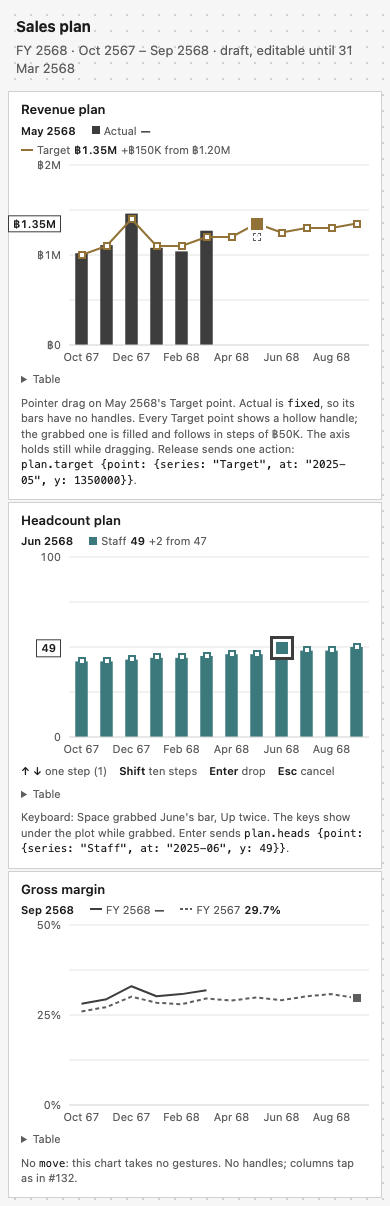 Sales plan
FY 2568 · Oct 2567 – Sep 2568 · draft, editable until 31
Mar 2568
Revenue plan
May 2568 Actual —
Target ฿1.35M +฿150K from ฿1.20M
฿2M
฿1.35M
฿1M
฿0
Oct 67 Dec 67 Feb 68 Apr 68 Jun 68 Aug 68
Table
Pointer drag on May 2568's Target point. Actual is fixed, so its
bars have no handles. Every Target point shows a hollow handle;
the grabbed one is filled and follows in steps of ฿50K. The axis
holds still while dragging. Release sends one action:
plan.target {point: {series: "Target", at: "2025-
05", y: 1350000}}.
Headcount plan
Jun 2568 Staff 49 +2 from 47
100
49
0
Oct 67 Dec 67 Feb 68 Apr 68 Jun 68 Aug 68
↑ ↓ one step (1) Shift ten steps Enter drop Esc cancel
Table
Keyboard: Space grabbed June's bar, Up twice. The keys show
under the plot while grabbed. Enter sends plan.heads {point:
{series: "Staff", at: "2025-06", y: 49}}.
Gross margin
Sep 2568 FY 2568 — FY 2567 29.7%
50%
25%
0%
Oct 67 Dec 67 Feb 68 Apr 68 Jun 68 Aug 68
Table
No move: this chart takes no gestures. No handles; columns tap
as in #132.